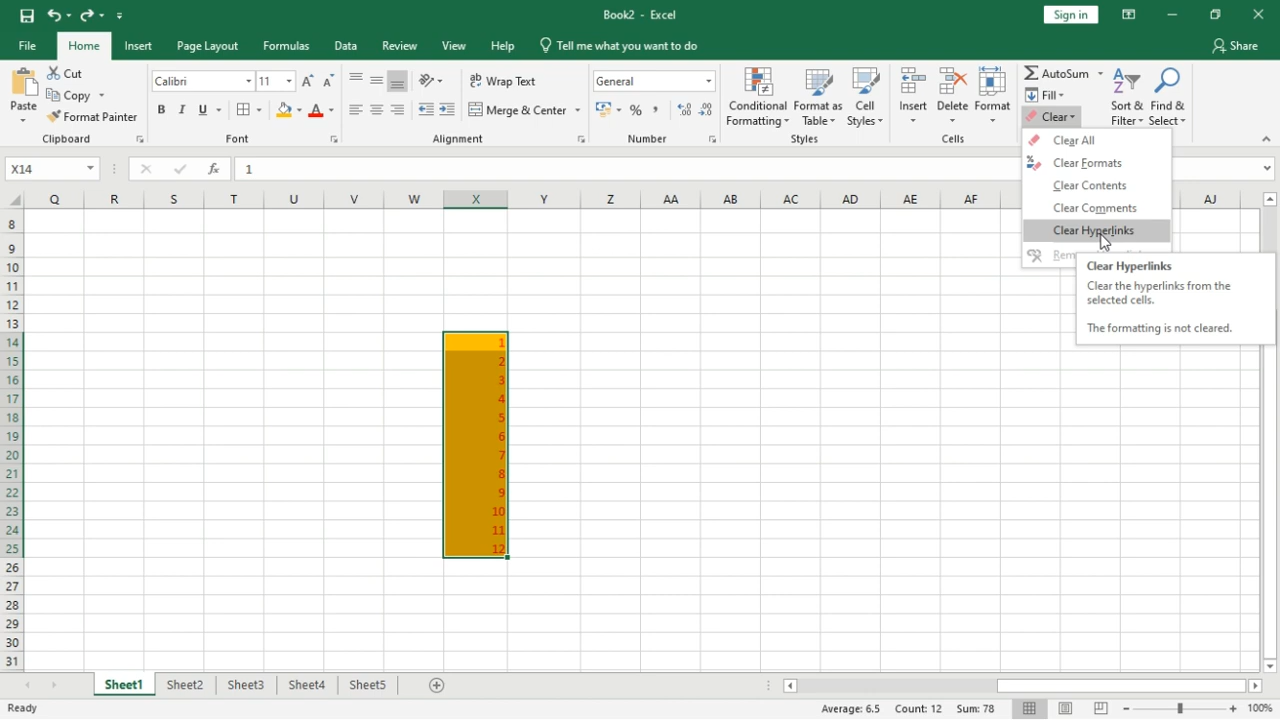 Book2 - Excel
Sign in
File Home Insert Page Layout Formulas Data Review View Help Tell me what you want to do Share
Paste
Cut
Copy
Format Painter
Clipboard
Calibri 11
B I U A
Font
Wrap Text
Merge & Center
Alignment
General
%
Number
Conditional Formatting
Format as Table
Cell Styles
Styles
Insert Delete Format
Cells
AutoSum
Fill
Clear
Sort & Filter
Find & Select
Clear All
Clear Formats
Clear Contents
Clear Comments
Clear Hyperlinks
Clear Hyperlinks
Clear the hyperlinks from the
selected cells.
The formatting is not cleared.
X14 fx 1
Q R S T U V W X Y Z AA AB AC AD AE AF AJ
8
9
10
11
12
13
14 1
15 2
16 3
17 4
18 5
19 6
20 7
21 8
22 9
23 10
24 11
25 12
26
27
28
29
30
31
Sheet1 Sheet2 Sheet3 Sheet4 Sheet5
Ready Average: 6.5 Count: 12 Sum: 78 100%